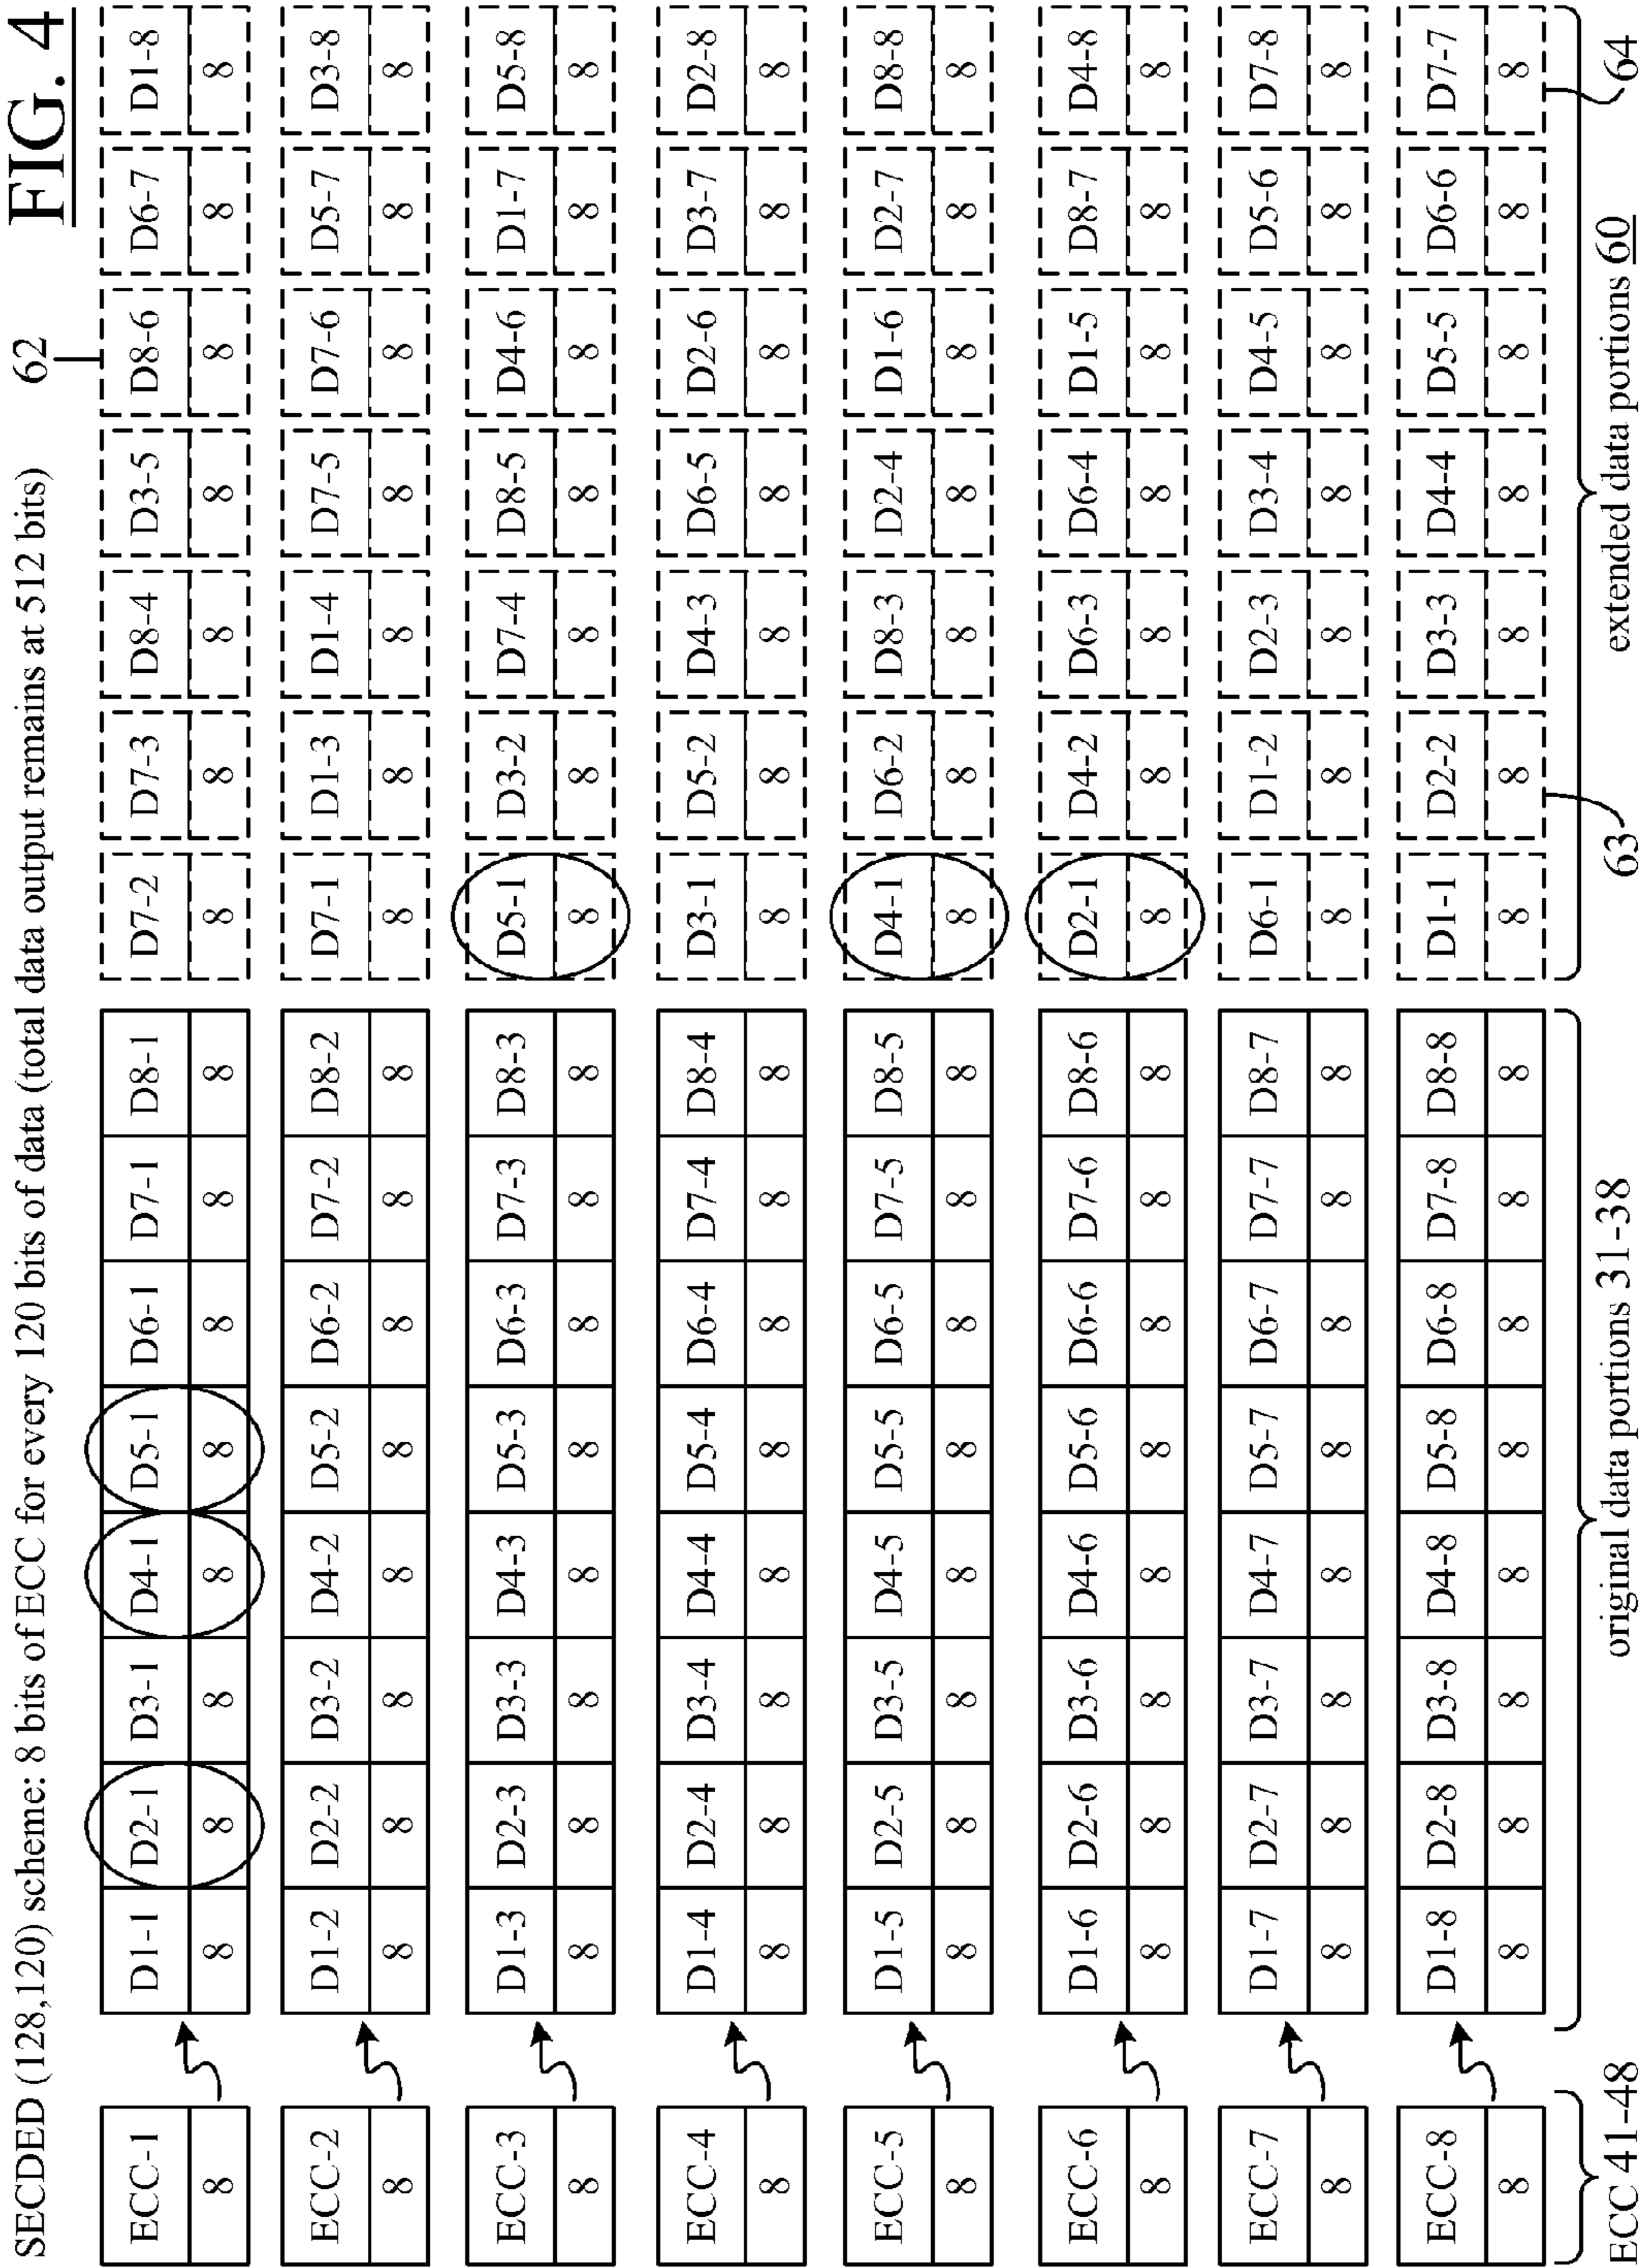 FIG. 4
SECDED (128,120) scheme: 8 bits of ECC for every 120 bits of data (total data output remains at 512 bits)
62
ECC-1 D1-1 D2-1 D3-1 D4-1 D5-1 D6-1 D7-1 D8-1 D7-2 D7-3 D8-4 D3-5 D8-6 D6-7 D1-8
8 8 8 8 8 8 8 8 8 8 8 8 8 8 8 8
ECC-2 D1-2 D2-2 D3-2 D4-2 D5-2 D6-2 D7-2 D8-2 D7-1 D1-3 D1-4 D7-5 D7-6 D5-7 D3-8
8 8 8 8 8 8 8 8 8 8 8 8 8 8 8 8
ECC-3 D1-3 D2-3 D3-3 D4-3 D5-3 D6-3 D7-3 D8-3 D5-1 D3-2 D7-4 D8-5 D4-6 D1-7 D5-8
8 8 8 8 8 8 8 8 8 8 8 8 8 8 8 8
ECC-4 D1-4 D2-4 D3-4 D4-4 D5-4 D6-4 D7-4 D8-4 D3-1 D5-2 D4-3 D6-5 D2-6 D3-7 D2-8
8 8 8 8 8 8 8 8 8 8 8 8 8 8 8 8
ECC-5 D1-5 D2-5 D3-5 D4-5 D5-5 D6-5 D7-5 D8-5 D4-1 D6-2 D8-3 D2-4 D1-6 D2-7 D8-8
8 8 8 8 8 8 8 8 8 8 8 8 8 8 8 8
ECC-6 D1-6 D2-6 D3-6 D4-6 D5-6 D6-6 D7-6 D8-6 D2-1 D4-2 D6-3 D6-4 D1-5 D8-7 D4-8
8 8 8 8 8 8 8 8 8 8 8 8 8 8 8 8
ECC-7 D1-7 D2-7 D3-7 D4-7 D5-7 D6-7 D7-7 D8-7 D6-1 D1-2 D2-3 D3-4 D4-5 D5-6 D7-8
8 8 8 8 8 8 8 8 8 8 8 8 8 8 8 8
ECC-8 D1-8 D2-8 D3-8 D4-8 D5-8 D6-8 D7-8 D8-8 D1-1 D2-2 D3-3 D4-4 D5-5 D6-6 D7-7
8 8 8 8 8 8 8 8 8 8 8 8 8 8 8 8
ECC 41-48 original data portions 31-38 63 extended data portions 60 64